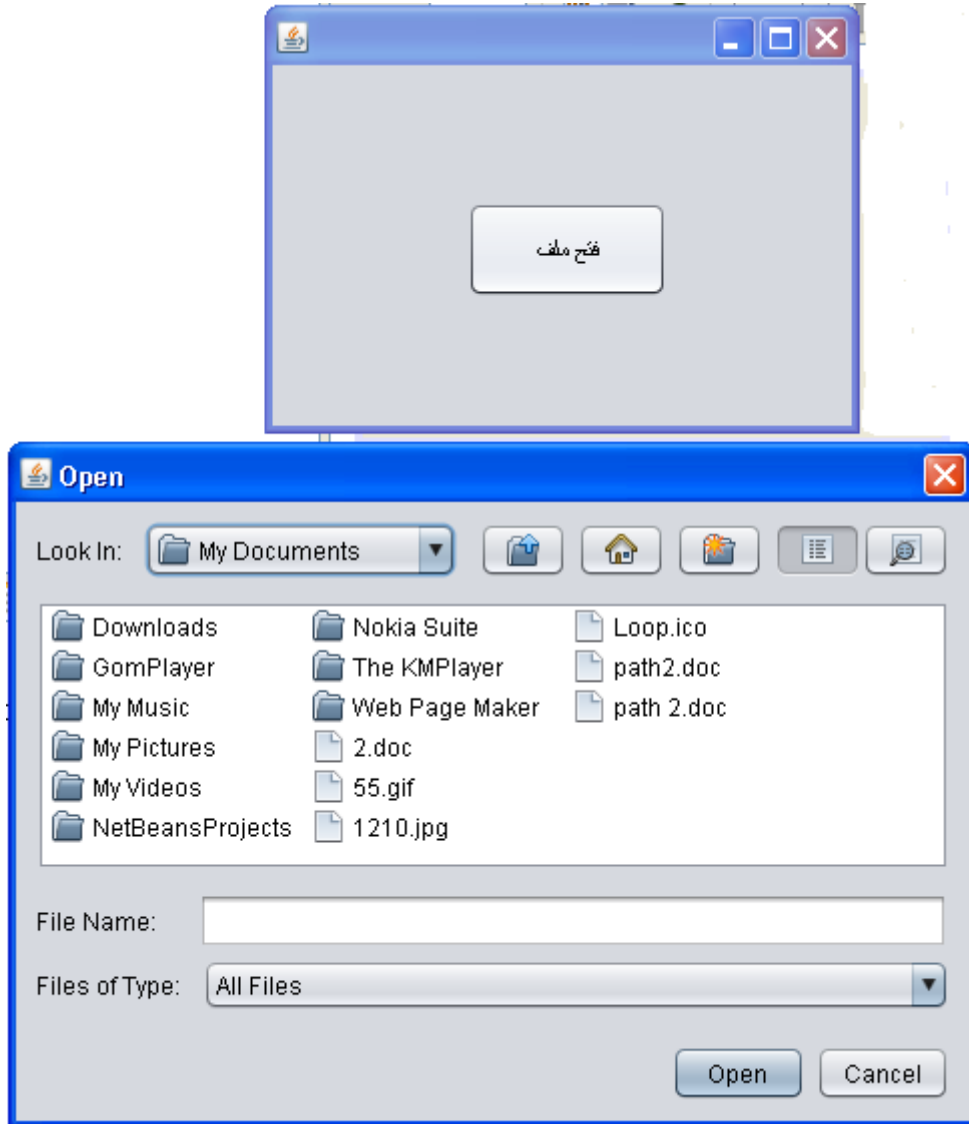 فتح ملف
Open
Look In: My Documents
Downloads Nokia Suite Loop.ico
GomPlayer The KMPlayer path2.doc
My Music Web Page Maker path 2.doc
My Pictures 2.doc
My Videos 55.gif
NetBeansProjects 1210.jpg
File Name:
Files of Type: All Files
Open Cancel